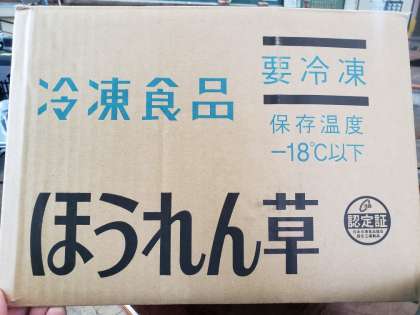 冷凍食品
要冷凍
保存温度
−18℃以下
ほうれん草
認定証